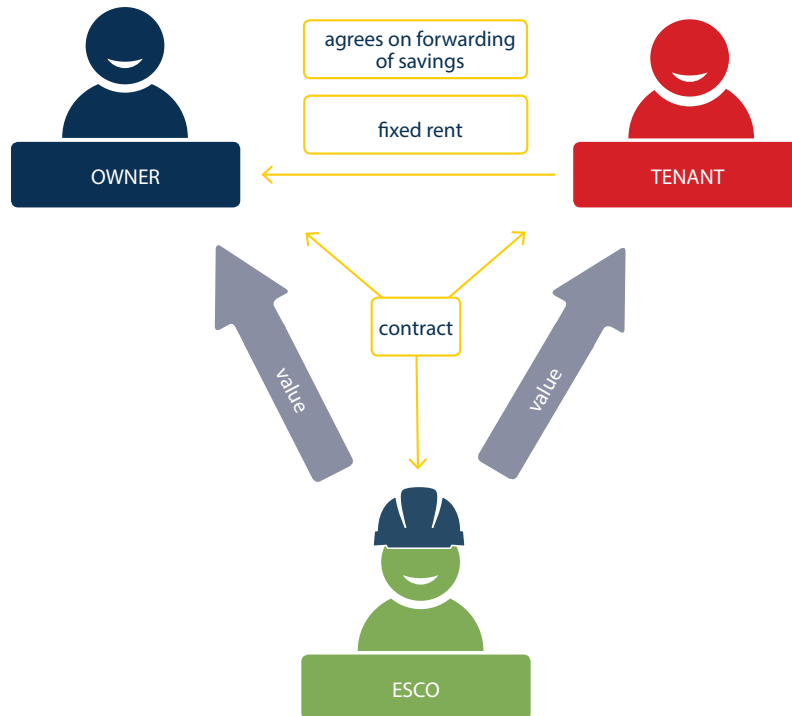 agrees on forwarding
of savings
fixed rent
OWNER
TENANT
contract
value
value
ESCO